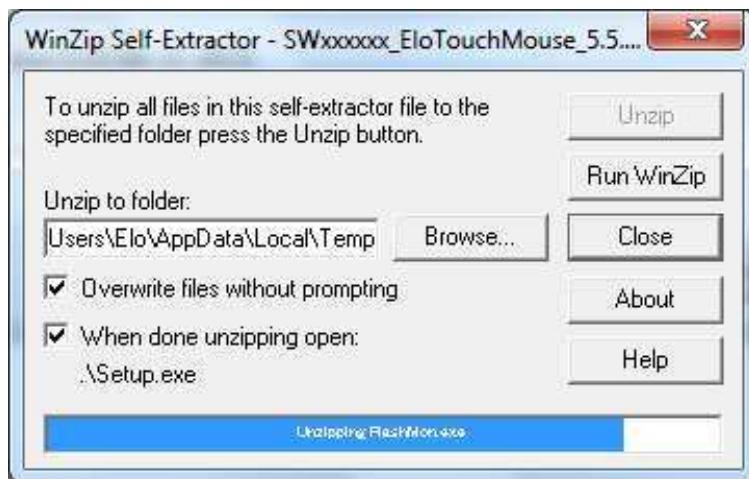 WinZip Self-Extractor - SWxxxxxx_EloTouchMouse_5.5....
To unzip all files in this self-extractor file to the
specified folder press the Unzip button.
Unzip
Run WinZip
Unzip to folder:
Users\Elo\AppData\Local\Temp
Browse...
Close
Overwrite files without prompting
About
When done unzipping open:
.\Setup.exe
Help
Unzipping FlashMon.exe